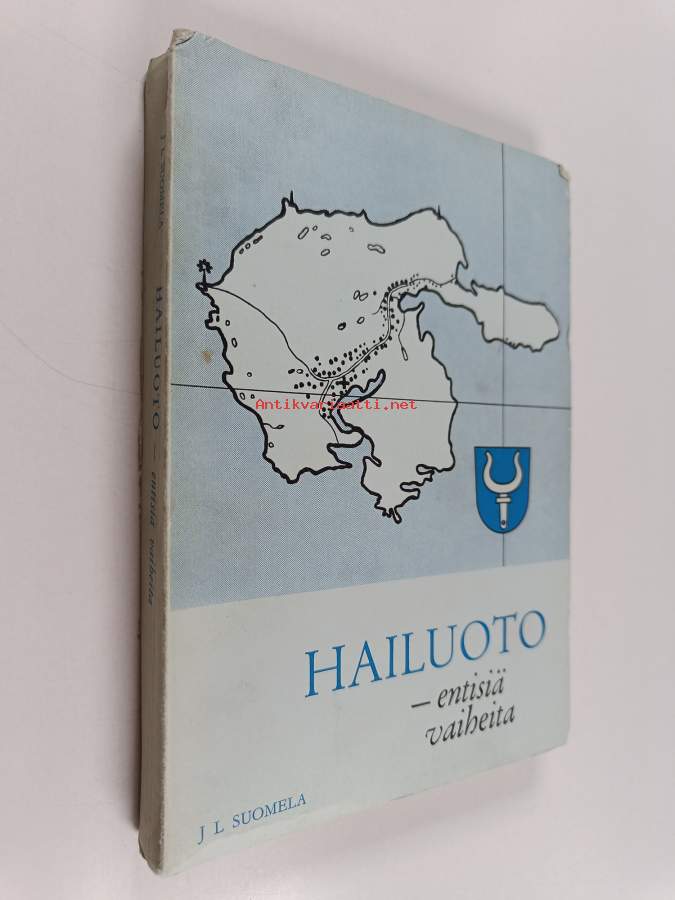 J L SUOMELA HAILUOTO – entisiä vaiheita
Antikvariaatti.net
HAILUOTO
– entisiä
vaiheita
J L SUOMELA